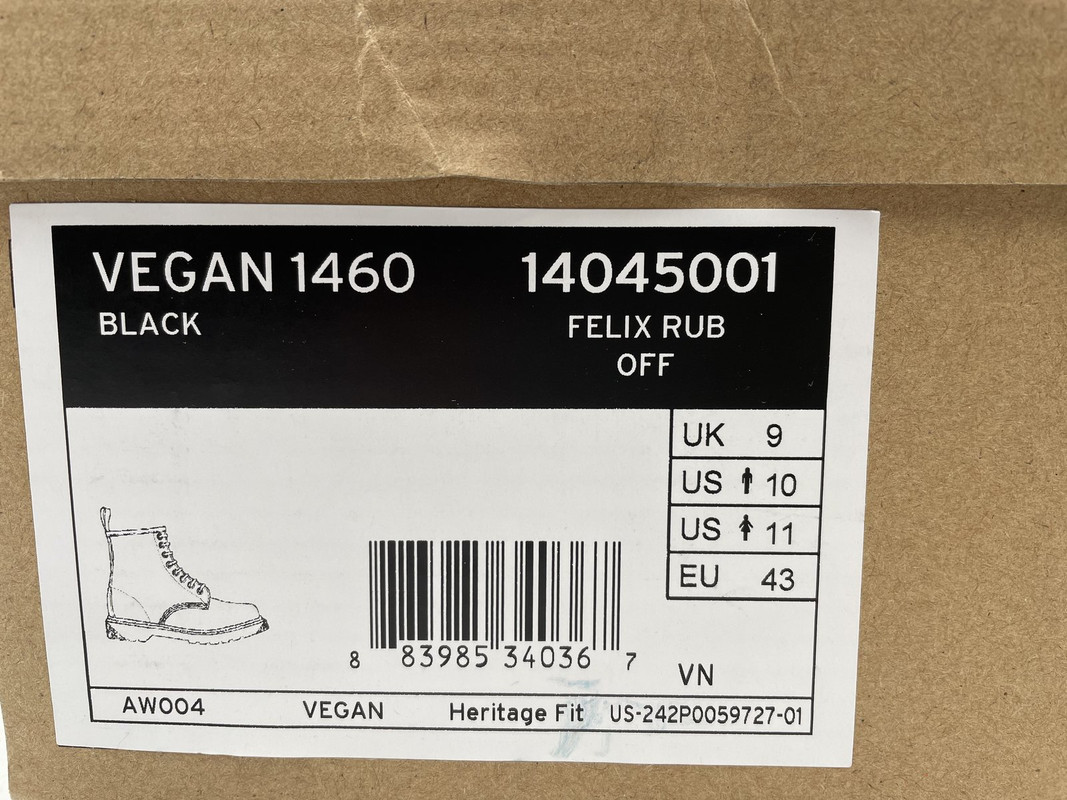 VEGAN 1460 14045001
BLACK FELIX RUB
OFF
UK 9
US 10
US 11
EU 43
8 83985 34036 7
VN
AW004 VEGAN Heritage Fit US-242P0059727-01